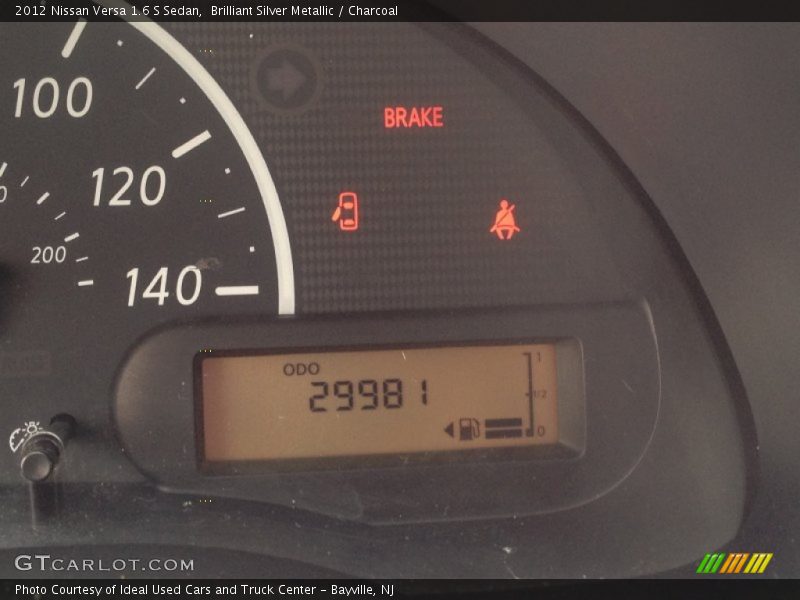 2012 Nissan Versa 1.6 S Sedan,  Brilliant Silver Metallic / Charcoal
100
BRAKE
120
200
140
ODO
29981
1
1/2
0
GTCARLOT.COM
Photo Courtesy of Ideal Used Cars and Truck Center – Bayville, NJ